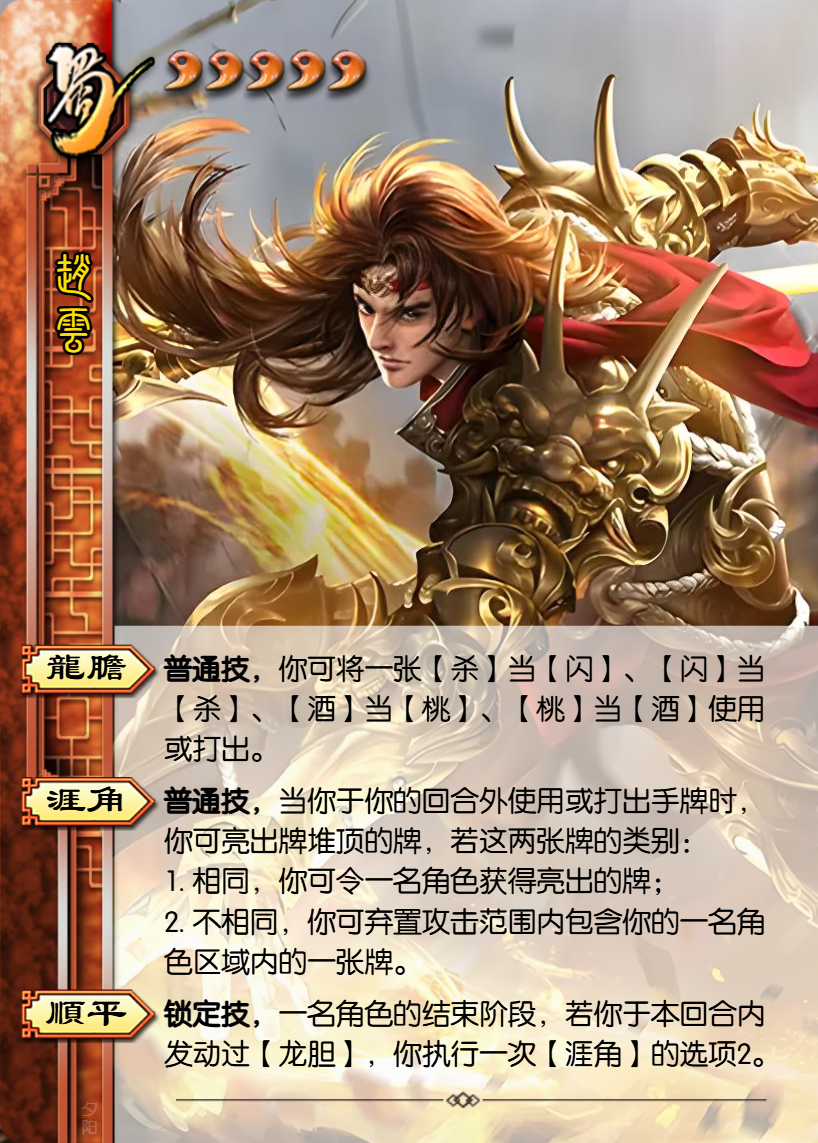 蜀
趙雲
龍膽
普通技，你可将一张【杀】当【闪】、【闪】当
【杀】、【酒】当【桃】、【桃】当【酒】使用
或打出。
涯角
普通技，当你于你的回合外使用或打出手牌时，
你可亮出牌堆顶的牌，若这两张牌的类别：
1. 相同，你可令一名角色获得亮出的牌；
2. 不相同，你可弃置攻击范围内包含你的一名角
色区域内的一张牌。
順平
锁定技，一名角色的结束阶段，若你于本回合内
发动过【龙胆】，你执行一次【涯角】的选项2。
夕阳